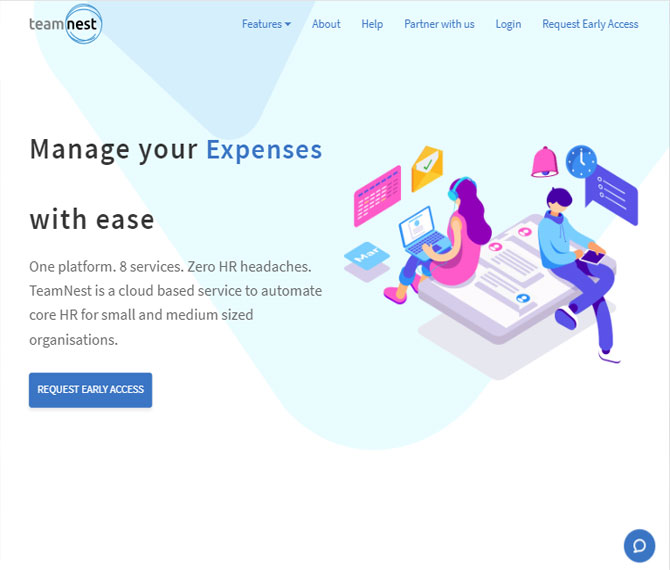 teamnest
Features
About
Help
Partner with us
Login
Request Early Access
Manage your Expenses
with ease
One platform. 8 services. Zero HR headaches.
TeamNest is a cloud based service to automate
core HR for small and medium sized
organisations.
REQUEST EARLY ACCESS
Mar